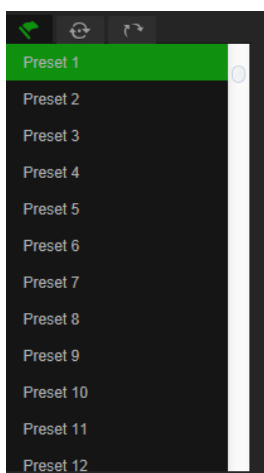 Preset 1
Preset 2
Preset 3
Preset 4
Preset 5
Preset 6
Preset 7
Preset 8
Preset 9
Preset 10
Preset 11
Preset 12